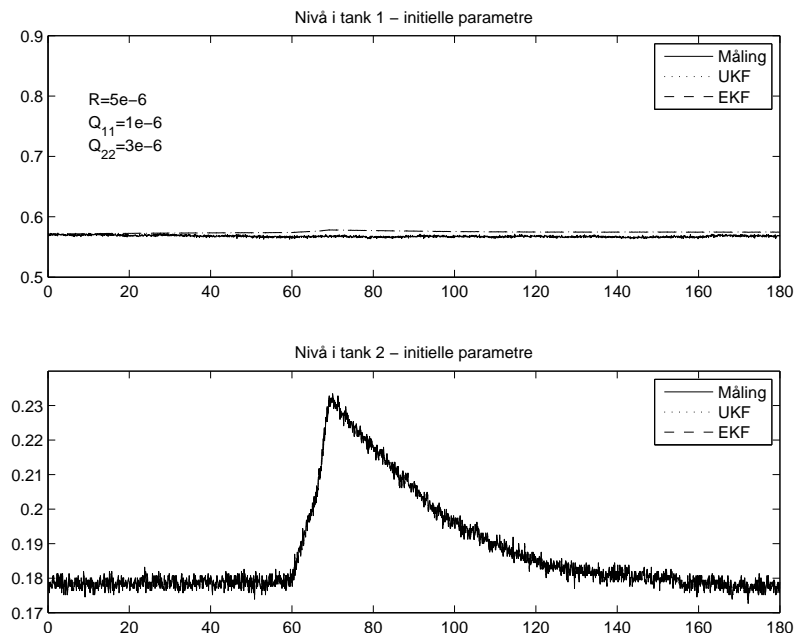 Nivå i tank 1 − initielle parametre
0.9
0.8
0.7
0.6
0.5
R=5e−6
Q11=1e−6
Q22=3e−6
Måling
UKF
EKF
0 20 40 60 80 100 120 140 160 180
Nivå i tank 2 − initielle parametre
0.23
0.22
0.21
0.2
0.19
0.18
0.17
Måling
UKF
EKF
0 20 40 60 80 100 120 140 160 180